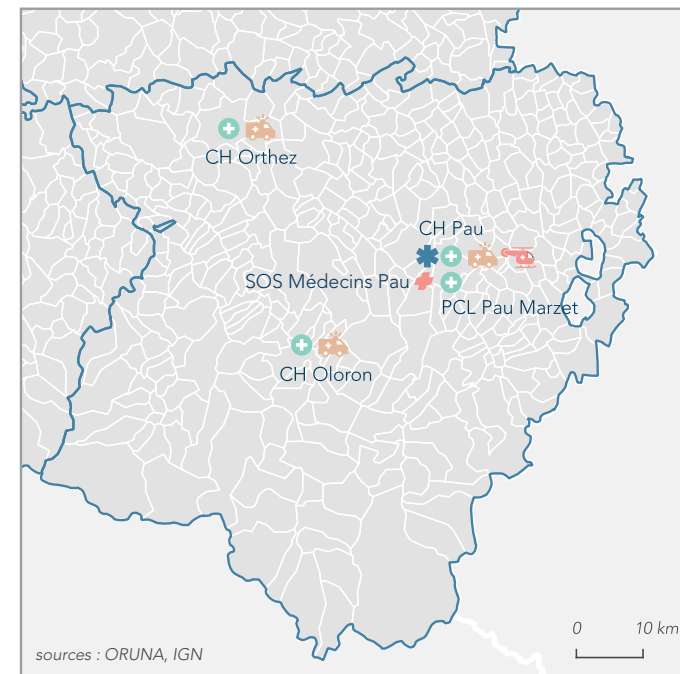 CH Orthez
CH Pau
SOS Médecins Pau
PCL Pau Marzet
CH Oloron
0 10 km
sources : ORUNA, IGN